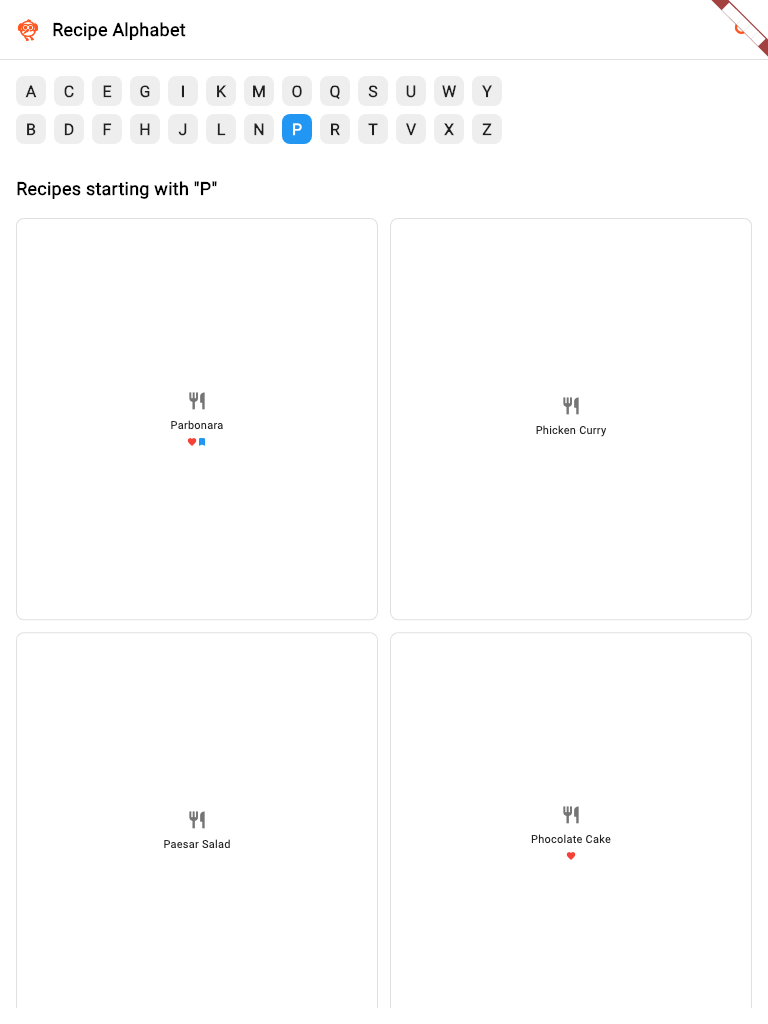 Recipe Alphabet
A C E G I K M O Q S U W Y
B D F H J L N P R T V X Z
Recipes starting with "P"
Parbonara
Phicken Curry
Paesar Salad
Phocolate Cake